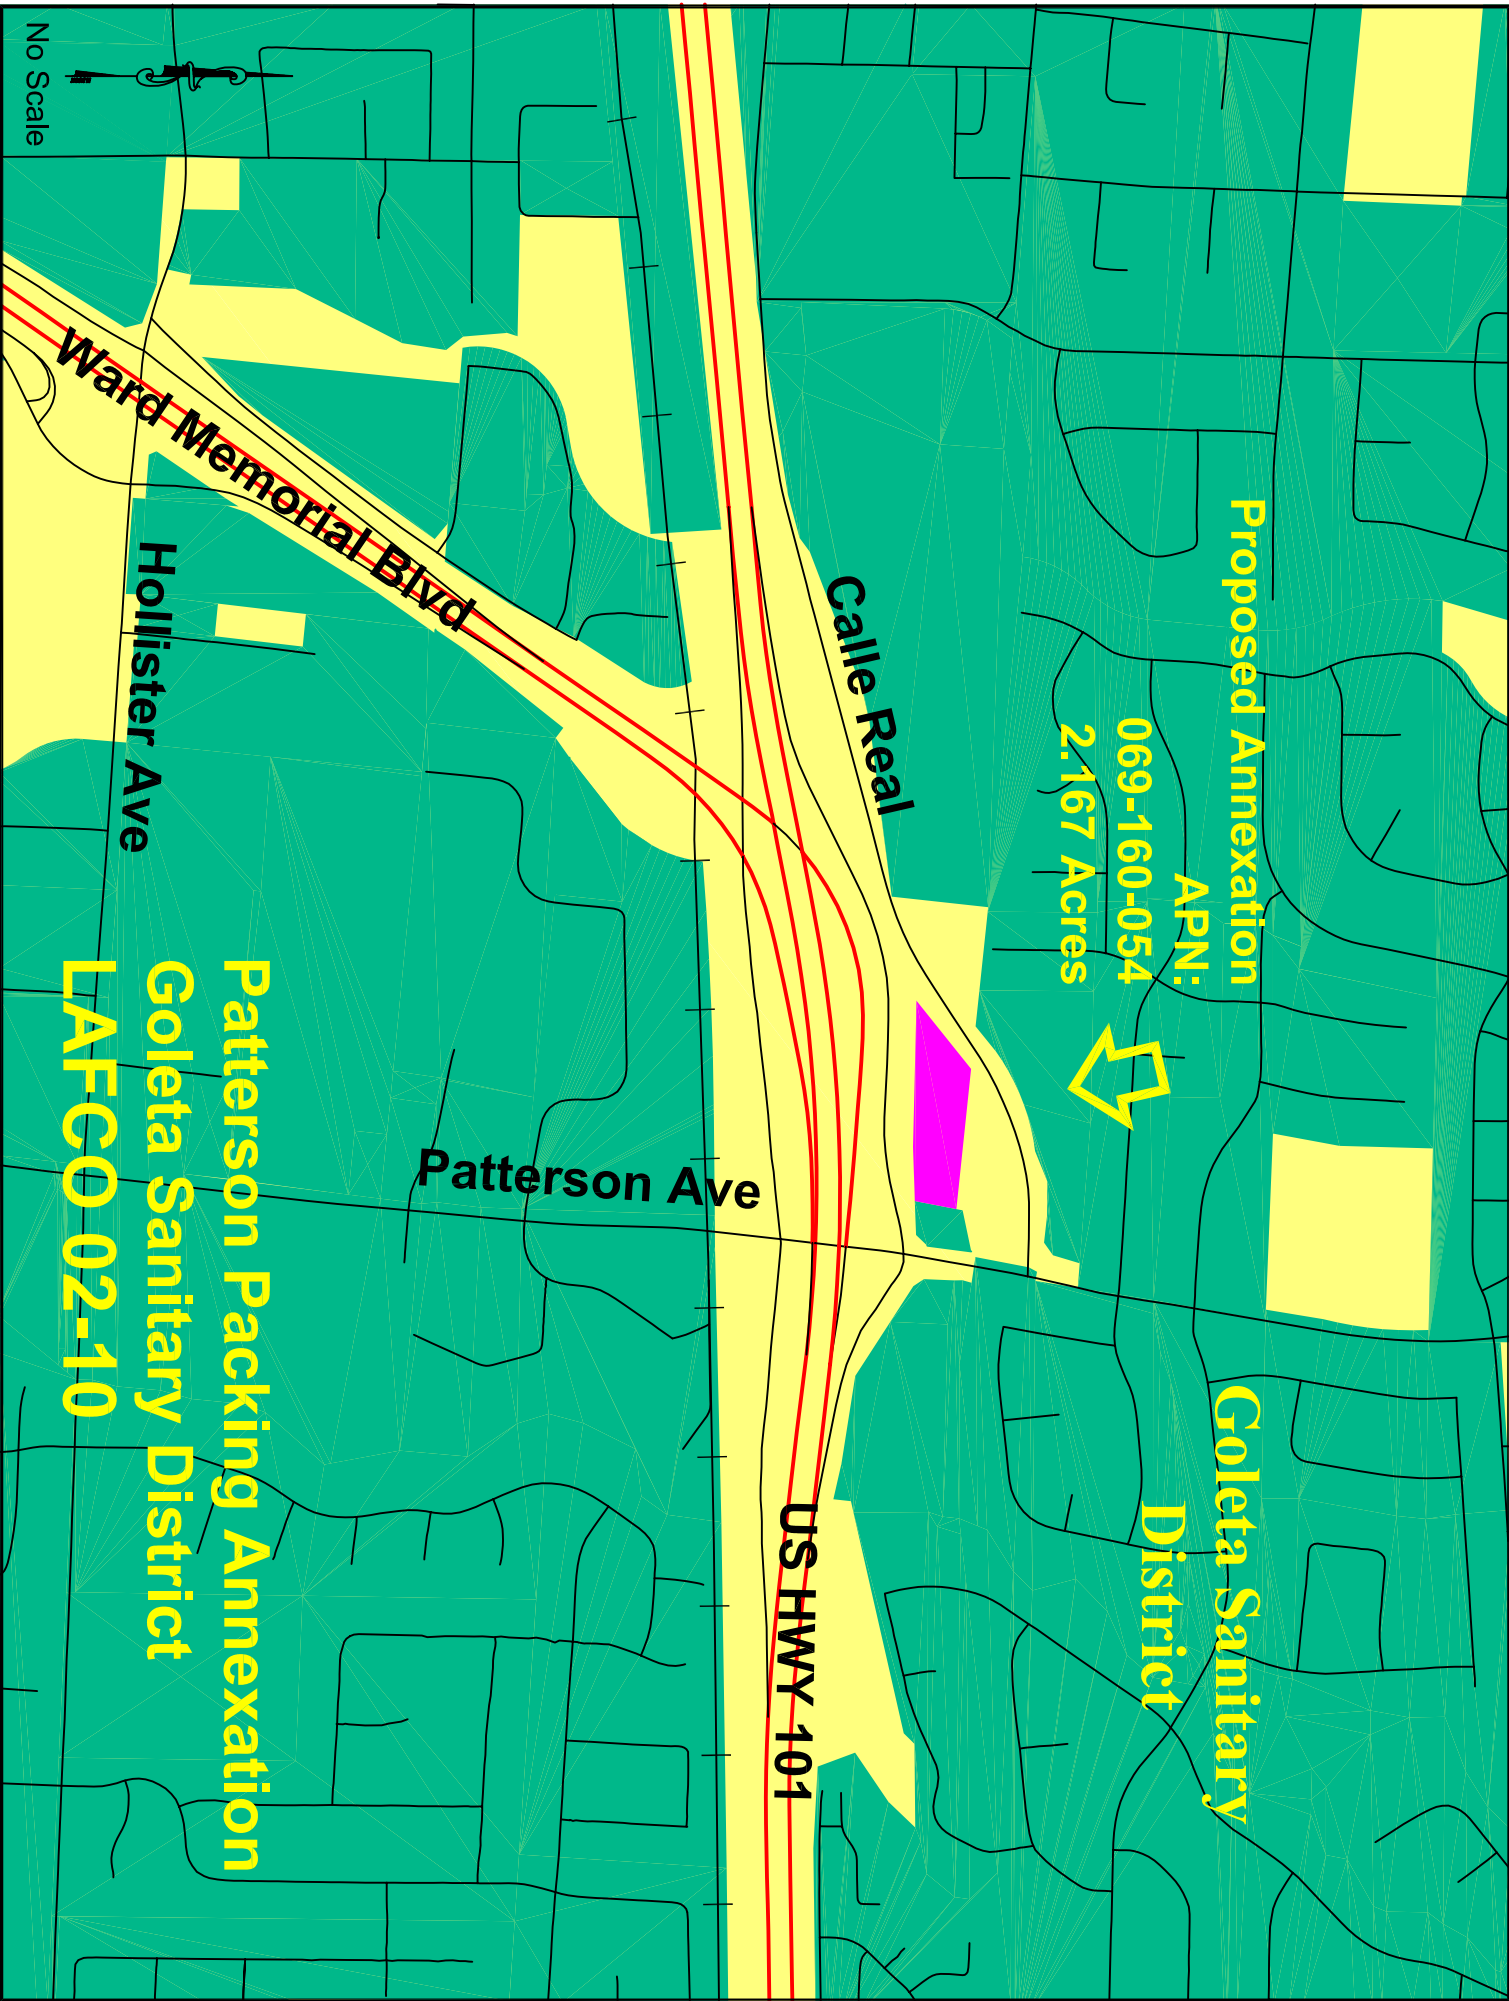 Proposed Annexation
APN:
069-160-054
2.167 Acres
Goleta Sanitary
District
Calle Real
US HWY 101
Patterson Ave
Ward Memorial Blvd
Hollister Ave
Patterson Packing Annexation
Goleta Sanitary District
LAFCO 02-10
No Scale